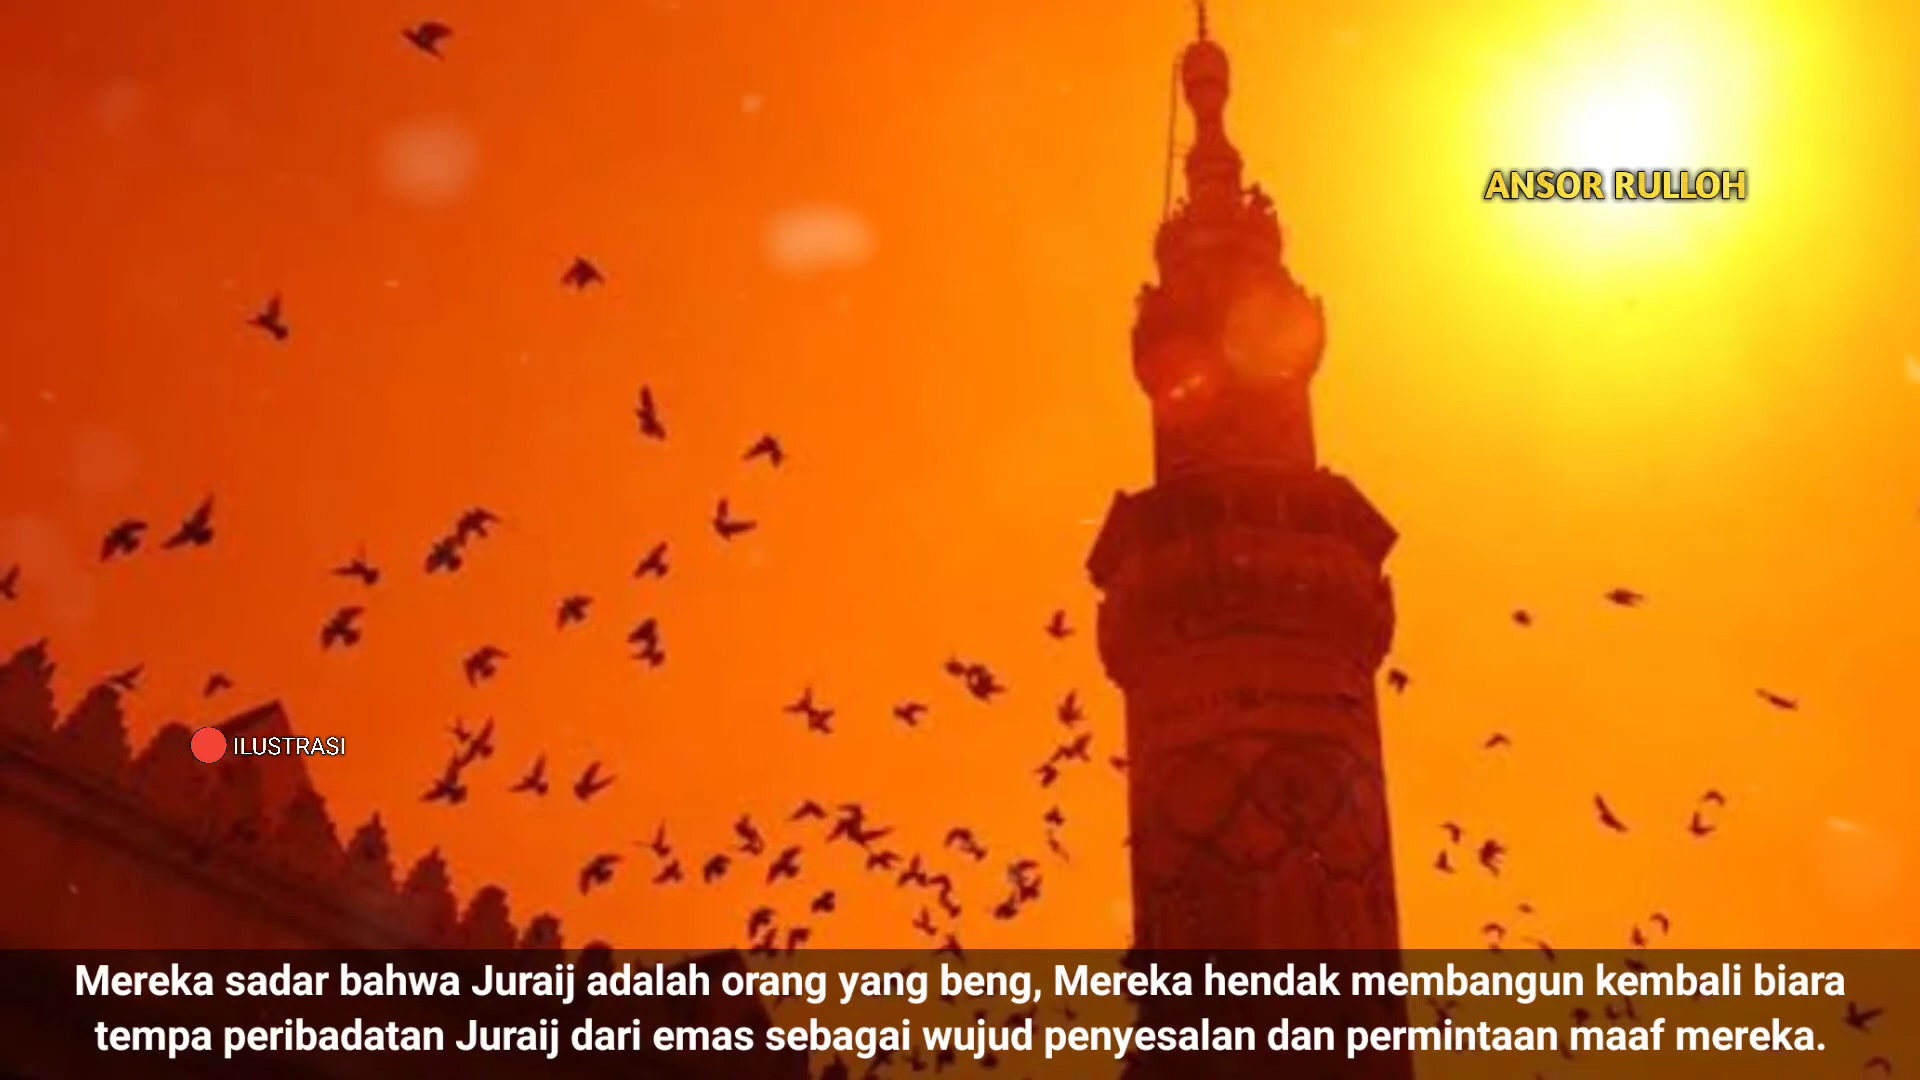 ANSOR RULLOH
ILUSTRASI
Mereka sadar bahwa Juraij adalah orang yang beng, Mereka hendak membangun kembali biara
tempa peribadatan Juraij dari emas sebagai wujud penyesalan dan permintaan maaf mereka.